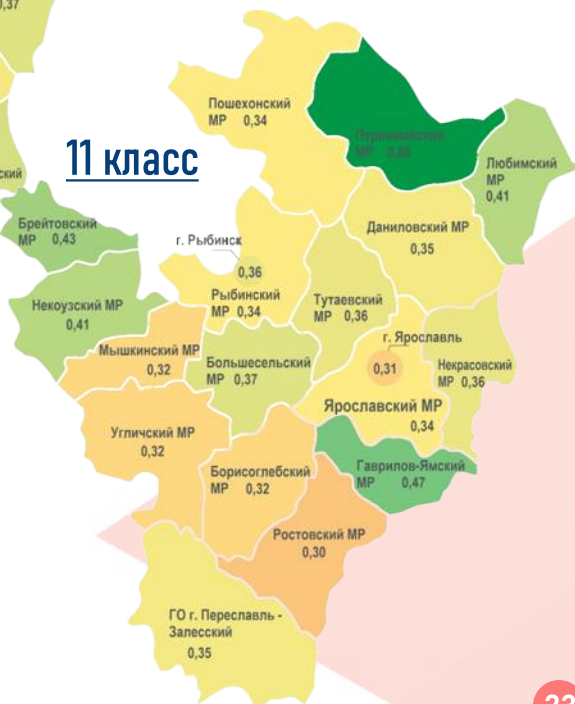 0,37
ский
11 класс
Пошехонский
МР 0,34
Первомайский
МР
Любимский
МР
0,41
Брейтовский
МР 0,43
г. Рыбинск
0,36
Рыбинский
МР 0,34
Даниловский МР
0,35
Некоузский МР
0,41
Тутаевский
МР 0,36
г. Ярославль
0,31
Мышкинский МР
0,32
Большесельский
МР 0,37
Некрасовский
МР 0,36
Ярославский МР
0,34
Угличский МР
0,32
Борисоглебский
МР 0,32
Гаврилов-Ямский
МР 0,47
Ростовский МР
0,30
ГО г. Переславль -
Залесский
0,35